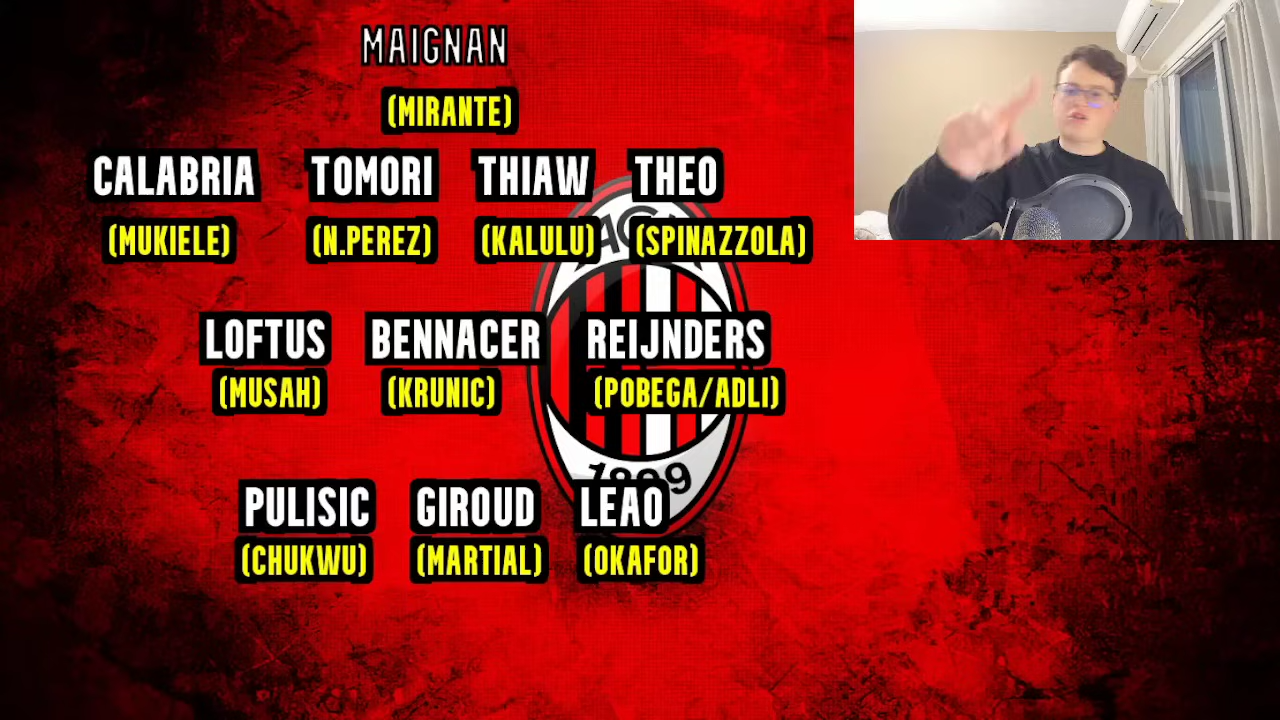 MAIGNAN
(MIRANTE)
CALABRIA TOMORI THIAW THEO
(MUKIELE) (N.PEREZ) (KALULU) (SPINAZZOLA)
LOFTUS BENNACER REIJNDERS
(MUSAH) (KRUNIC) (POBEGA/ADLI)
1899
PULISIC GIROUD LEAO
(CHUKWU) (MARTIAL) (OKAFOR)